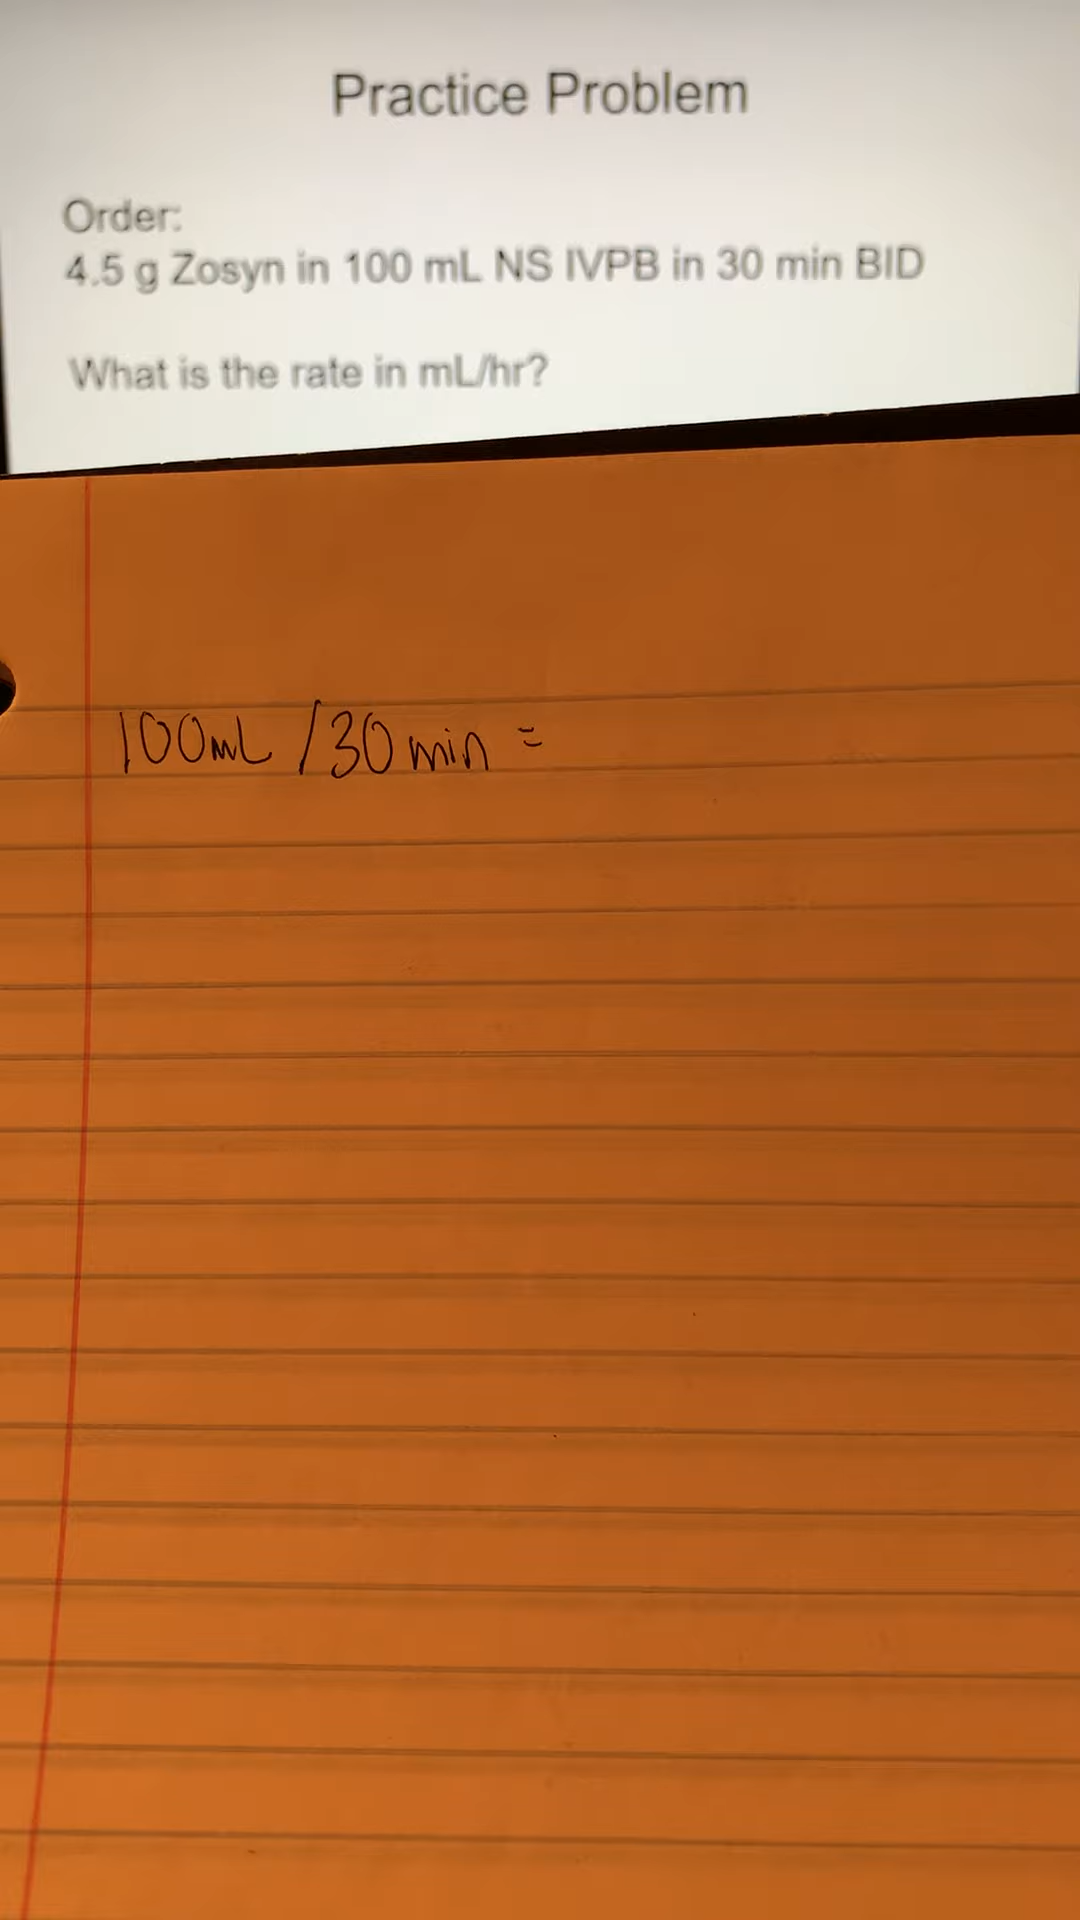 Practice Problem
Order:
4.5 g Zosyn in 100 mL NS IVPB in 30 min BID
What is the rate in mL/hr?
100mL /30 min =